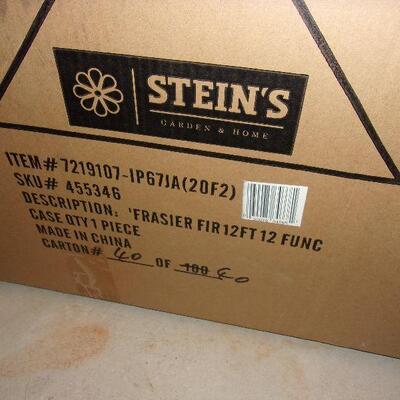 STEIN'S
GARDEN & HOME
ITEM# 7219107-IP67JA(20F2)
SKU# 455346
DESCRIPTION: 'FRASIER FIR 12FT 12 FUNC
CASE QTY 1 PIECE
MADE IN CHINA
CARTON# 40 OF 100 60